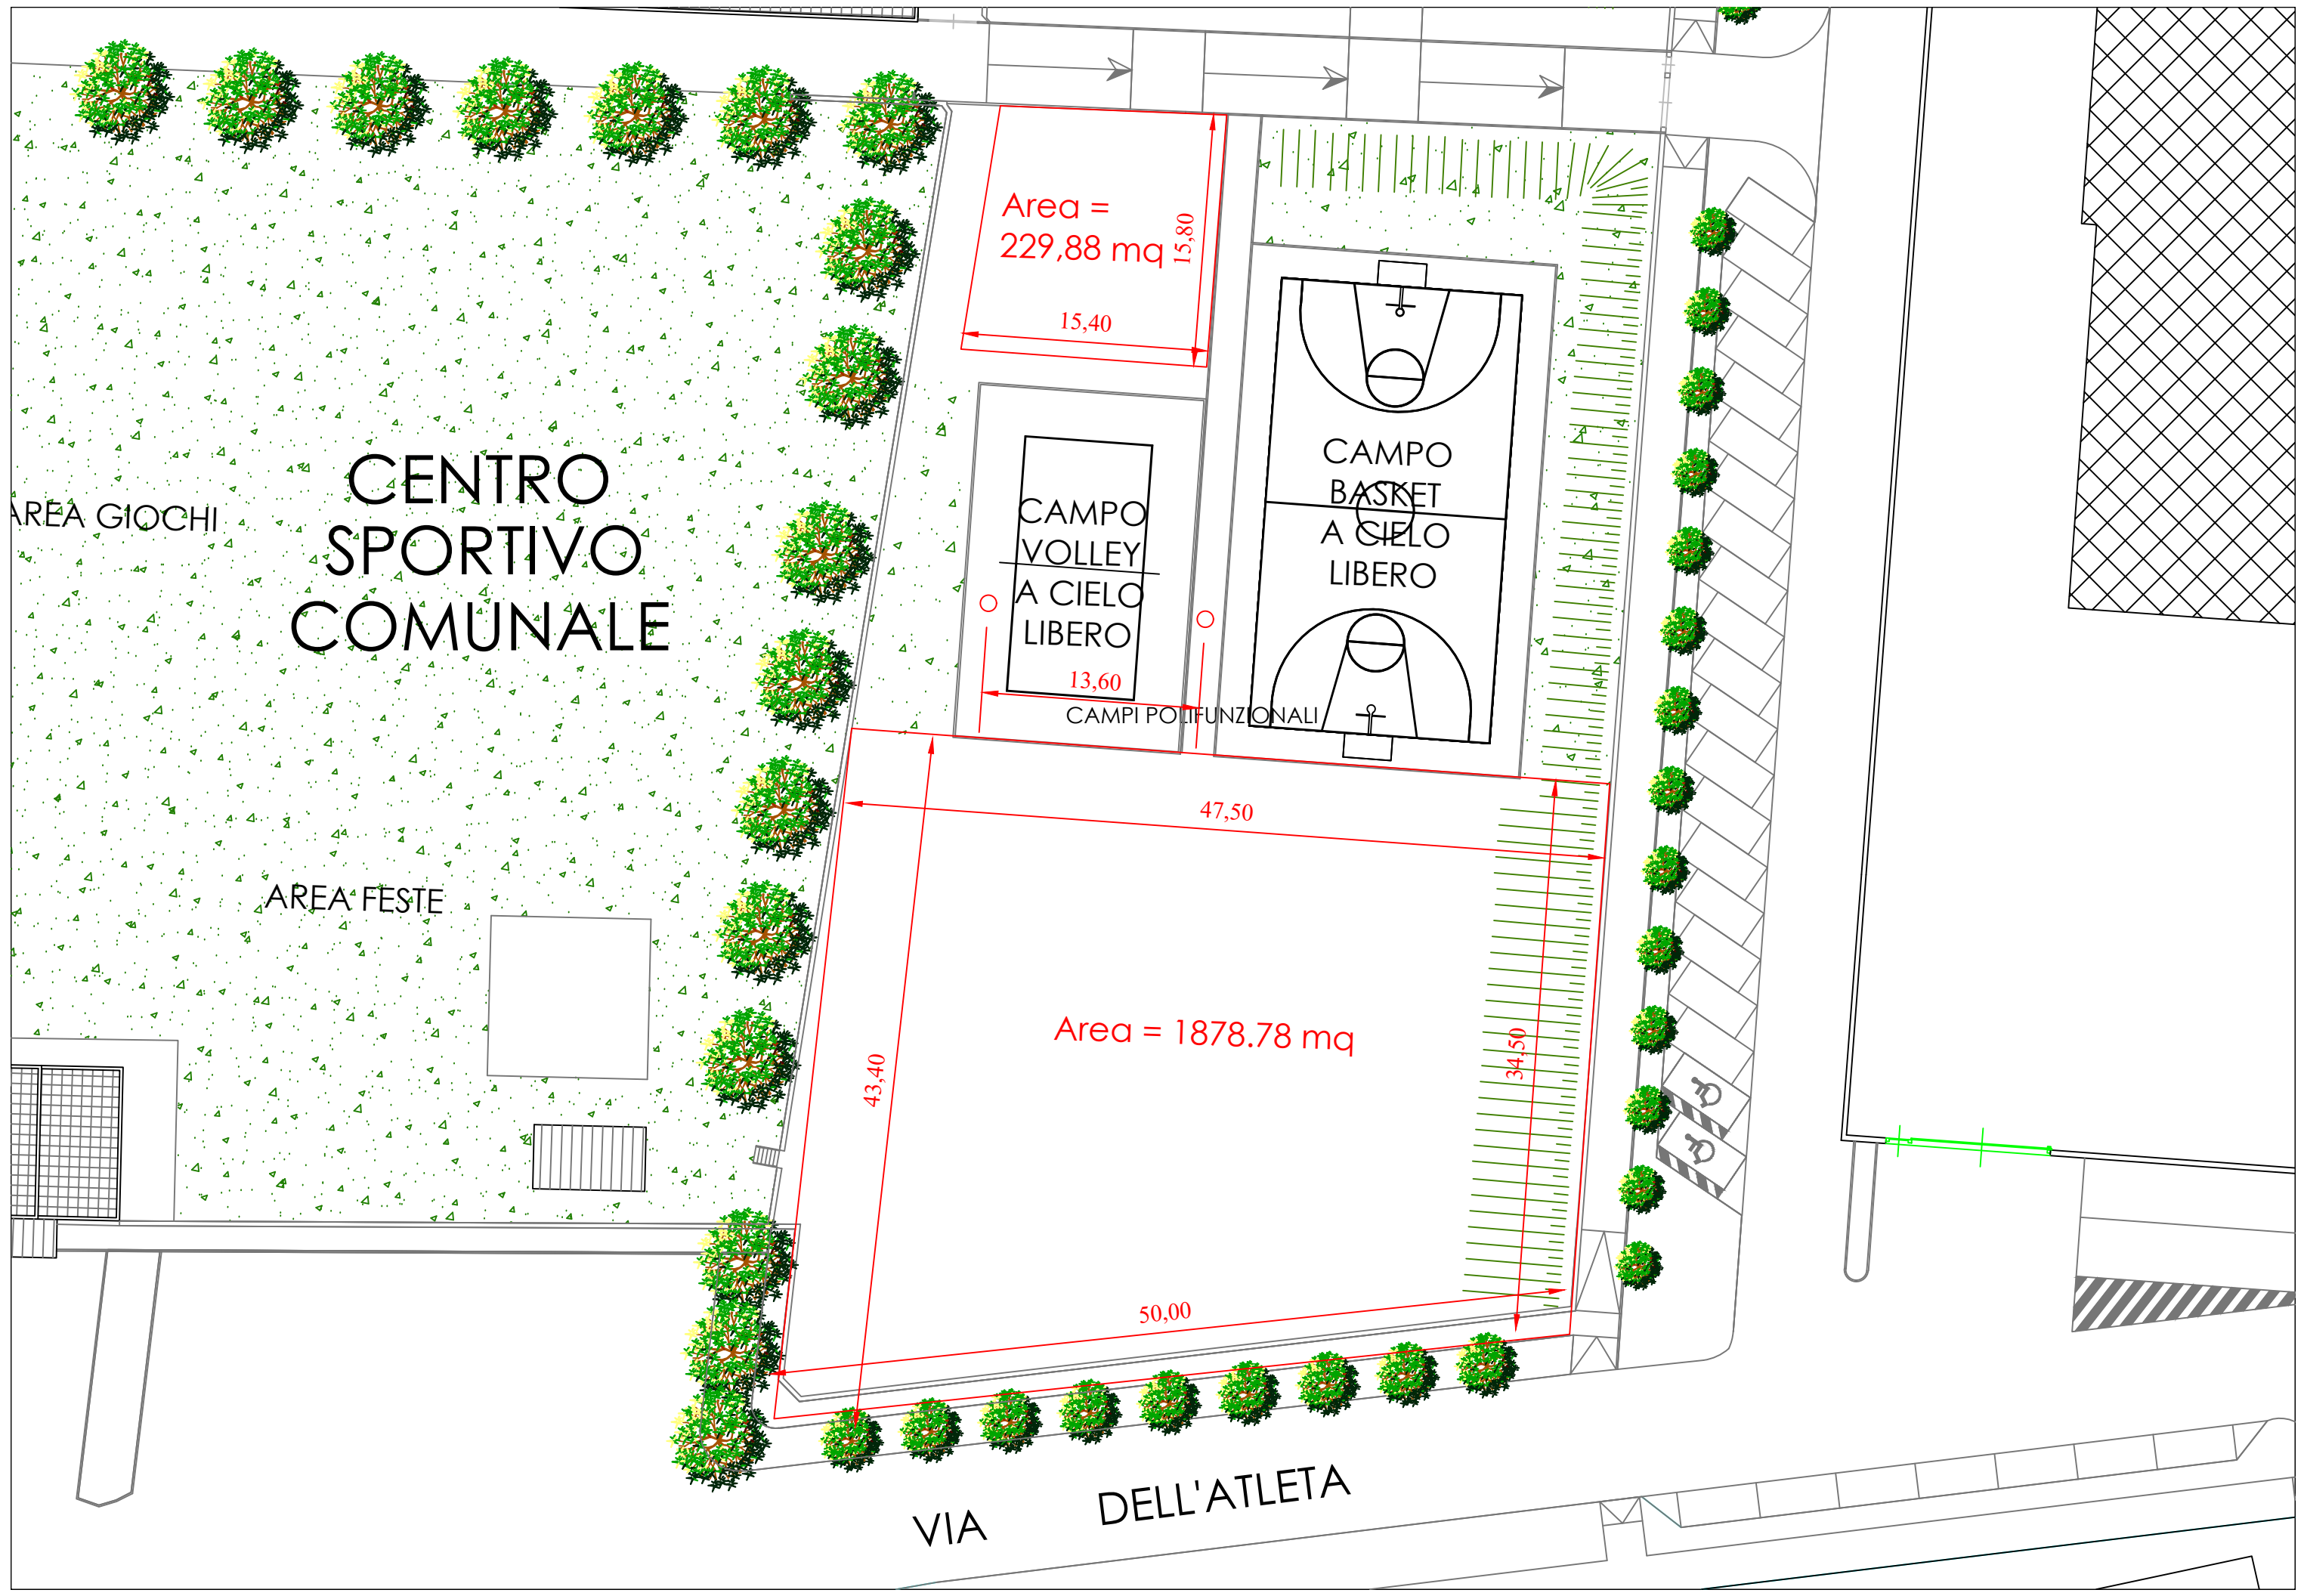 Area =
229,88 mq
15,80
15,40
CAMPO
BASKET
A CIELO
LIBERO
CENTRO
SPORTIVO
COMUNALE
AREA GIOCHI
CAMPO
VOLLEY
A CIELO
LIBERO
13,60
CAMPI POLIFUNZIONALI
47,50
AREA FESTE
Area = 1878.78 mq
43,40
34,50
50,00
VIA DELL'ATLETA